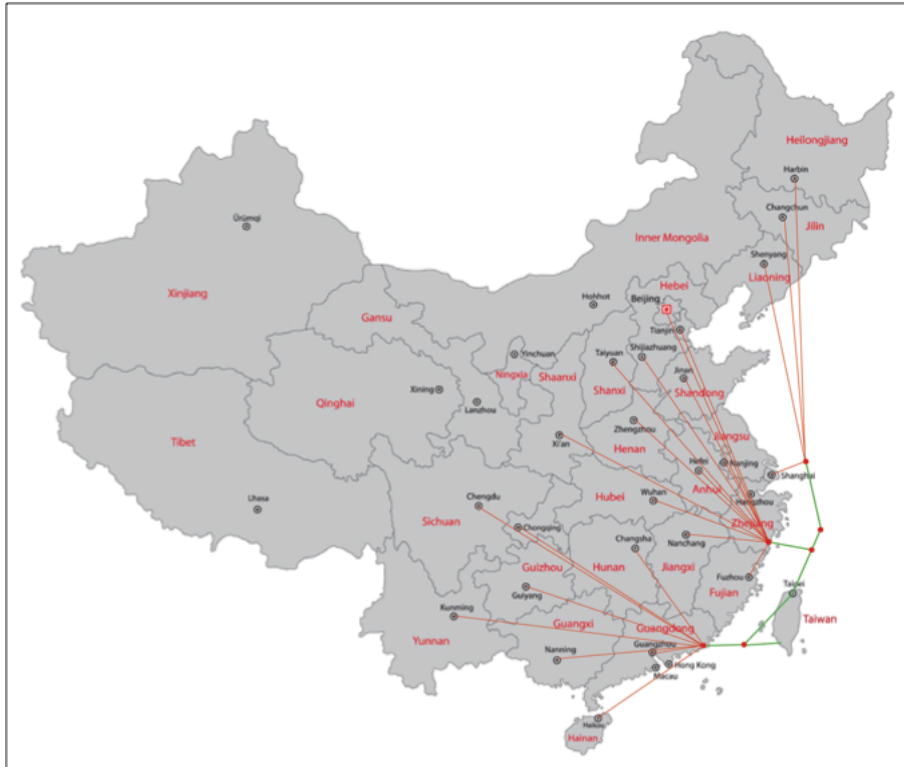 Heilongjiang
Harbin
Changchun
Jilin
Ürümqi
Inner Mongolia
Shenyang
Liaoning
Hebei
Xinjiang
Hohhot
Beijing
Gansu
Tianjin
Shijiazhuang
Yinchuan
Taiyuan
Ningxia
Shaanxi
Jinan
Shanxi
Shandong
Xining
Qinghai
Lanzhou
Zhengzhou
Jiangsu
Tibet
Xi'an
Henan
Hefei
Nanjing
Shanghai
Anhui
Hubei
Wuhan
Chengdu
Hangzhou
Lhasa
Sichuan
Chongqing
Zhejiang
Changsha
Nanchang
Guizhou
Hunan
Jiangxi
Fuzhou
Taipei
Guiyang
Fujian
Kunming
Guangxi
Guangdong
Taiwan
Yunnan
Guangzhou
Nanning
Hong Kong
Macau
Haikou
Hainan